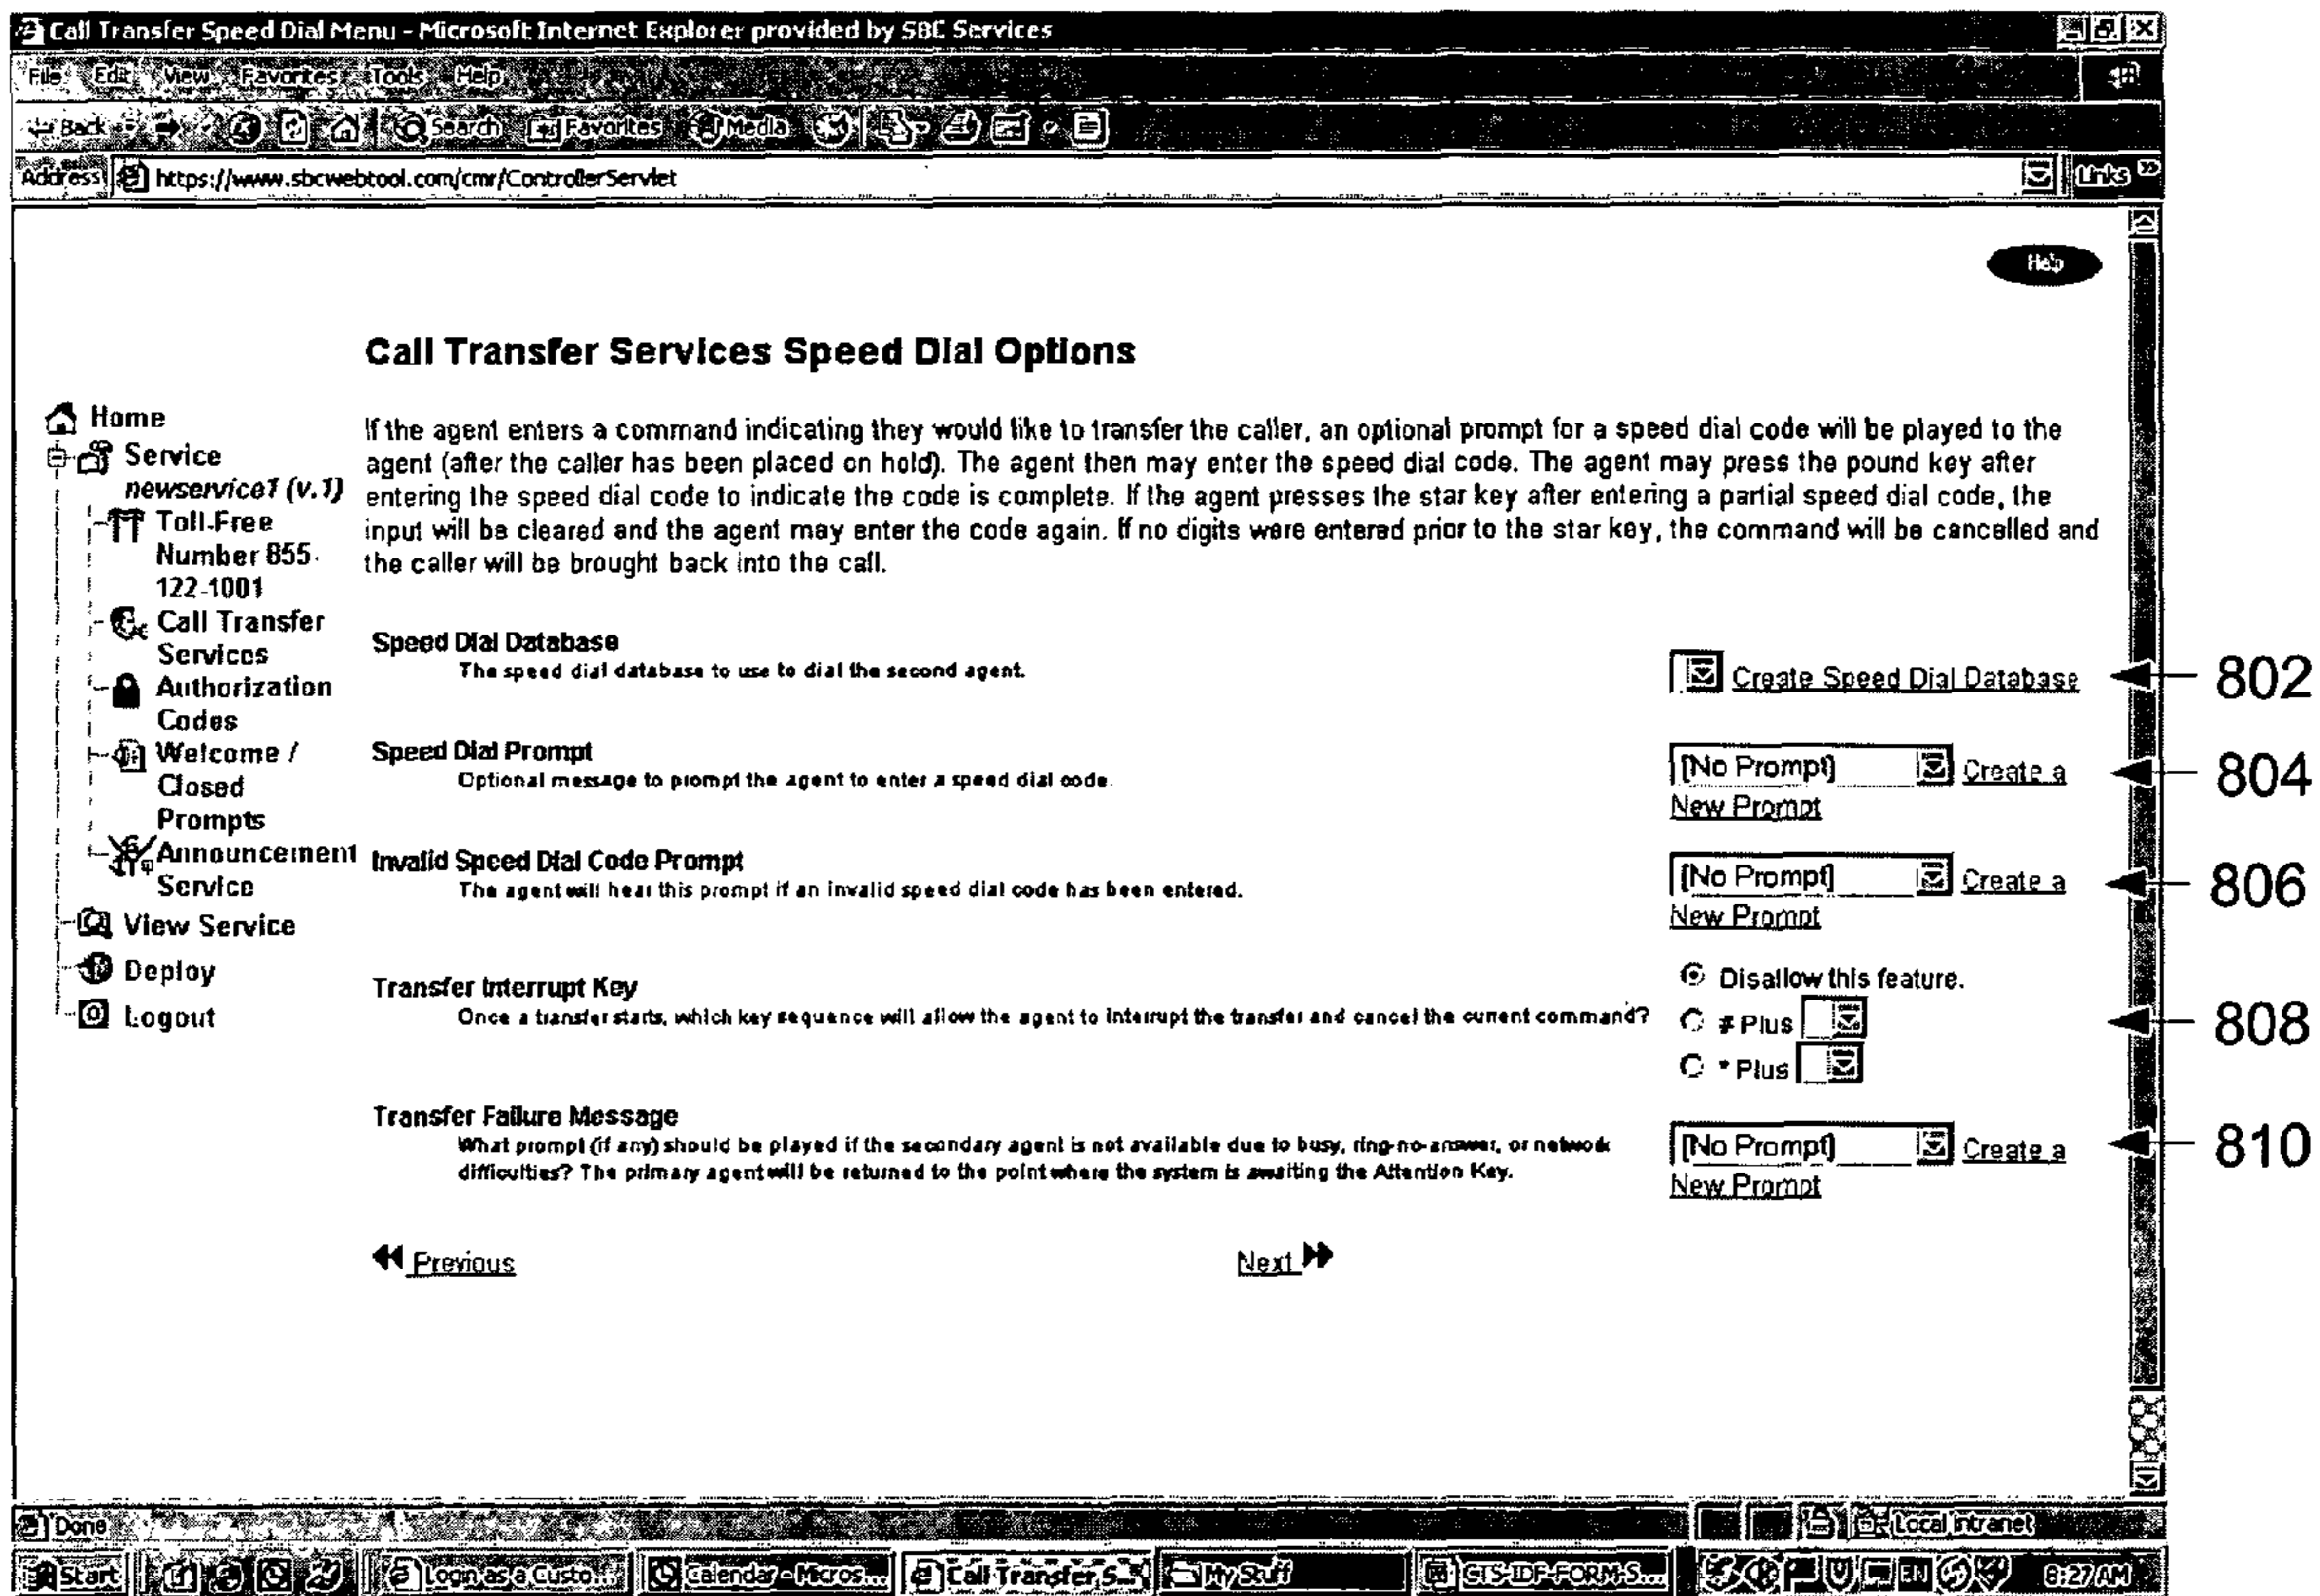 Call Transfer Speed Dial Menu - Microsoft Internet Explorer provided by SBC Services
File Edit View Favorites Tools Help
Back Search Favorites Media
Address https://www.sbcwebtool.com/cmr/ControllerServlet Links »
Help
Call Transfer Services Speed Dial Options
Home
Service
newservice1 (v.1)
Toll-Free
Number 855-
122-1001
Call Transfer
Services
Authorization
Codes
Welcome /
Closed
Prompts
Announcement
Service
View Service
Deploy
Logout
If the agent enters a command indicating they would like to transfer the caller, an optional prompt for a speed dial code will be played to the
agent (after the caller has been placed on hold). The agent then may enter the speed dial code. The agent may press the pound key after
entering the speed dial code to indicate the code is complete. If the agent presses the star key after entering a partial speed dial code, the
input will be cleared and the agent may enter the code again. If no digits were entered prior to the star key, the command will be cancelled and
the caller will be brought back into the call.
Speed Dial Database
The speed dial database to use to dial the second agent.
Create Speed Dial Database
802
Speed Dial Prompt
Optional message to prompt the agent to enter a speed dial code.
[No Prompt] Create a
New Prompt
804
Invalid Speed Dial Code Prompt
The agent will hear this prompt if an invalid speed dial code has been entered.
[No Prompt] Create a
New Prompt
806
Transfer Interrupt Key
Once a transfer starts, which key sequence will allow the agent to interrupt the transfer and cancel the current command?
Disallow this feature.
# Plus
* Plus
808
Transfer Failure Message
What prompt (if any) should be played if the secondary agent is not available due to busy, ring-no-answer, or network
difficulties? The primary agent will be returned to the point where the system is awaiting the Attention Key.
[No Prompt] Create a
New Prompt
810
Previous Next
Done Local intranet
Start Login as a Custo... Calendar - Micros... Call Transfer S... My Stuff GTS-IDF-FORM-S... EN 8:27 AM